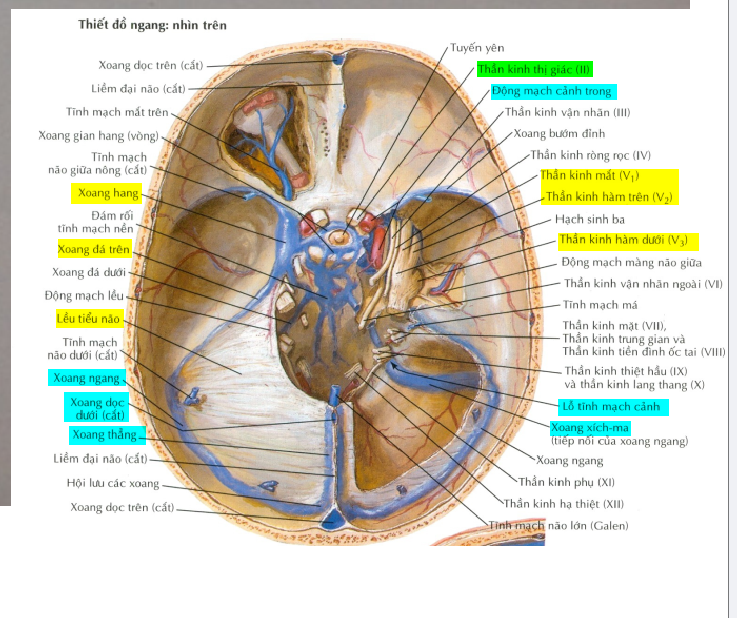 Thiết đồ ngang: nhìn trên
Xoang dọc trên (cắt)
Liềm đại não (cắt)
Tĩnh mạch mắt trên
Xoang gian hang (vòng)
Tĩnh mạch
não giữa nông (cắt)
Xoang hang
Đám rối
tĩnh mạch nền
Xoang đá trên
Xoang đá dưới
Động mạch lều
Lều tiểu não
Tĩnh mạch
não dưới (cắt)
Xoang ngang
Xoang dọc
dưới (cắt)
Xoang thẳng
Liềm đại não (cắt)
Hội lưu các xoang
Xoang dọc trên (cắt)
Tuyến yên
Thần kinh thị giác (II)
Động mạch cảnh trong
Thần kinh vận nhãn (III)
Xoang bướm đỉnh
Thần kinh ròng rọc (IV)
Thần kinh mắt (V1)
Thần kinh hàm trên (V2)
Hạch sinh ba
Thần kinh hàm dưới (V3)
Động mạch màng não giữa
Thần kinh vận nhãn ngoài (VI)
Tĩnh mạch má
Thần kinh mặt (VII),
Thần kinh trung gian và
Thần kinh tiền đình ốc tai (VIII)
Thần kinh thiệt hầu (IX)
và thần kinh lang thang (X)
Lỗ tĩnh mạch cảnh
Xoang xích-ma
(tiếp nối của xoang ngang)
Xoang ngang
Thần kinh phụ (XI)
Thần kinh hạ thiệt (XII)
Tĩnh mạch não lớn (Galen)